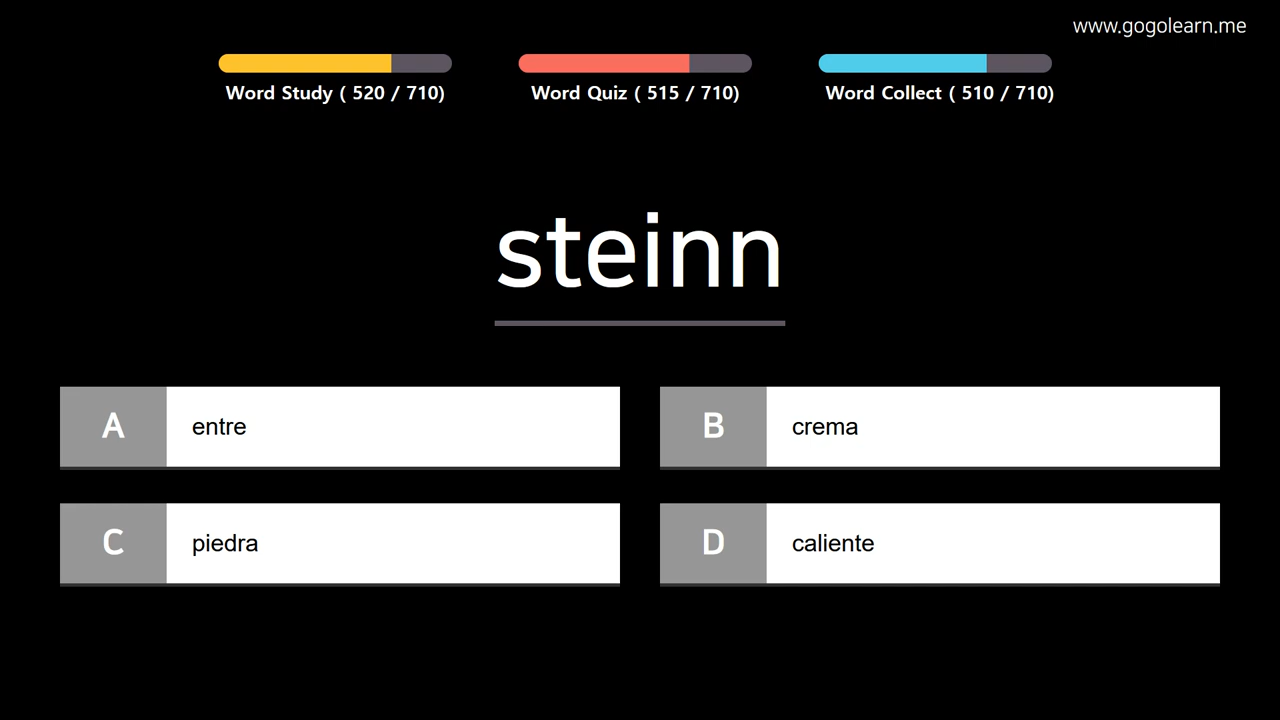 www.gogolearn.me
Word Study ( 520 / 710)
Word Quiz ( 515 / 710)
Word Collect ( 510 / 710)
steinn
A entre
B crema
C piedra
D caliente